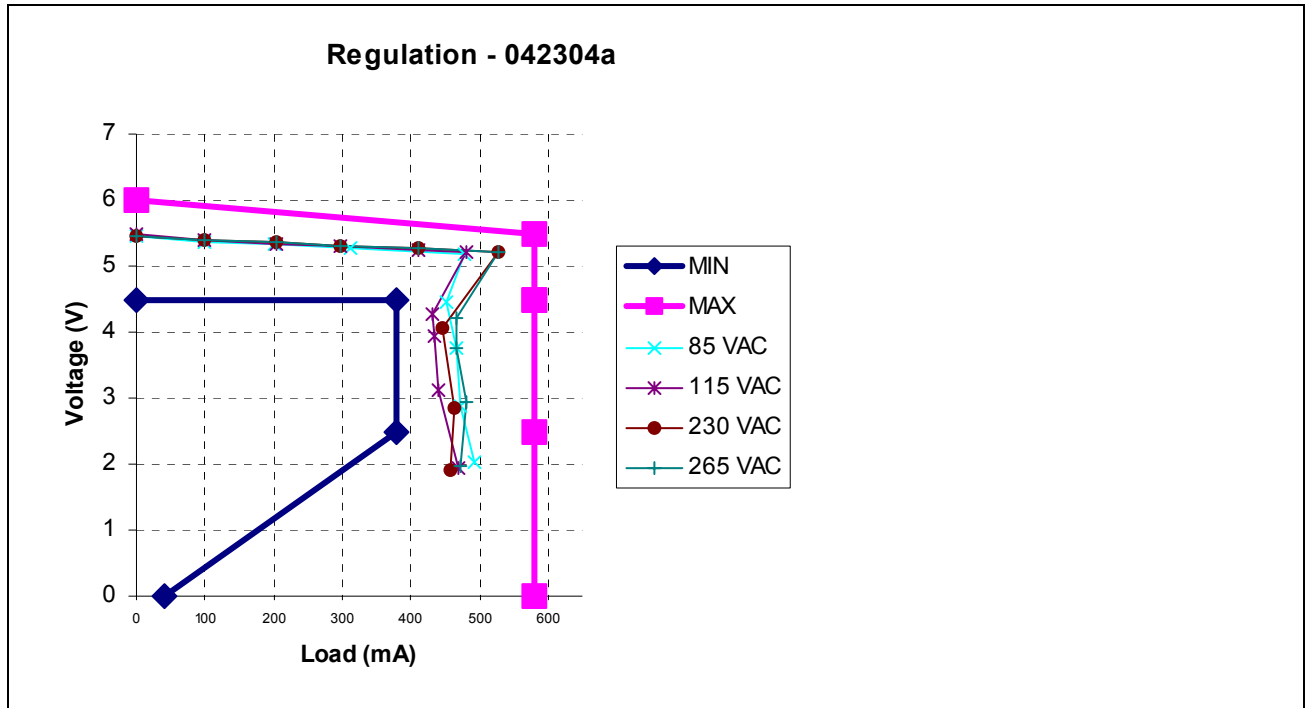 Regulation - 042304a
7
6
5
4
3
2
1
0
Voltage (V)
0 100 200 300 400 500 600
Load (mA)
MIN
MAX
85 VAC
115 VAC
230 VAC
265 VAC